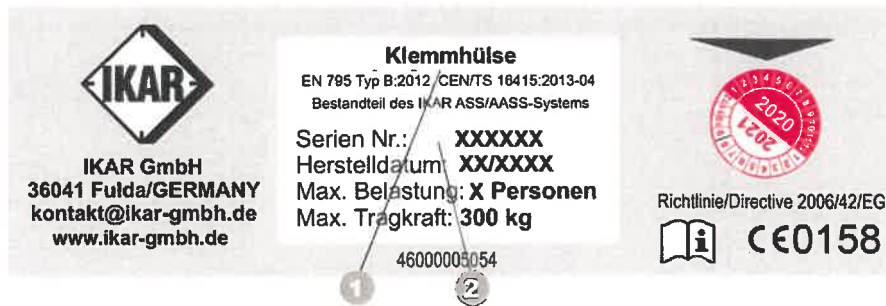 IKAR
IKAR GmbH
36041 Fulda/GERMANY
kontakt@ikar-gmbh.de
www.ikar-gmbh.de
Klemmhülse
EN 795 Typ B:2012 CEN/TS 16415:2013-04
Bestandteil des IKAR ASS/AASS-Systems
Serien Nr.: XXXXXX
Herstelldatum: XX/XXXX
Max. Belastung: X Personen
Max. Tragkraft: 300 kg
46000005054
1
2
2020
2021
Richtlinie/Directive 2006/42/EG
i CE0158